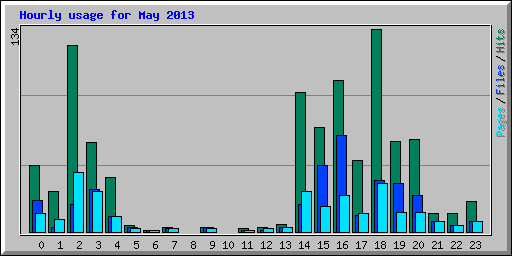 Hourly usage for May 2013
134
Pages / Files / Hits
0 1 2 3 4 5 6 7 8 9 10 11 12 13 14 15 16 17 18 19 20 21 22 23